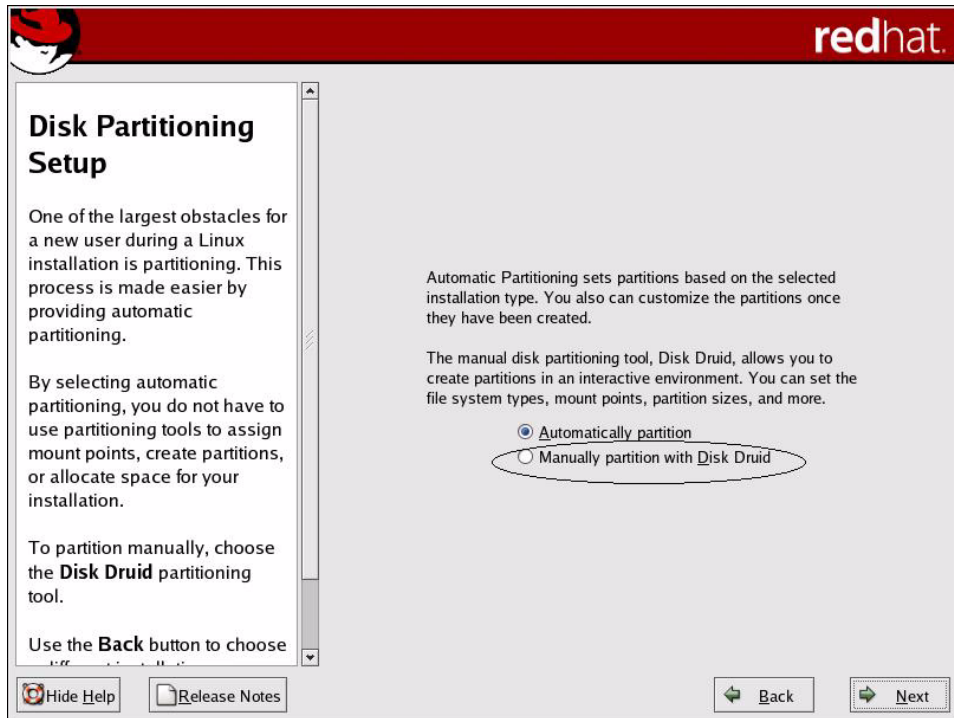 redhat.
Disk Partitioning
Setup
One of the largest obstacles for
a new user during a Linux
installation is partitioning. This
process is made easier by
providing automatic
partitioning.
By selecting automatic
partitioning, you do not have to
use partitioning tools to assign
mount points, create partitions,
or allocate space for your
installation.
To partition manually, choose
the Disk Druid partitioning
tool.
Use the Back button to choose
Automatic Partitioning sets partitions based on the selected
installation type. You also can customize the partitions once
they have been created.
The manual disk partitioning tool, Disk Druid, allows you to
create partitions in an interactive environment. You can set the
file system types, mount points, partition sizes, and more.
Automatically partition
Manually partition with Disk Druid
Hide Help
Release Notes
Back
Next